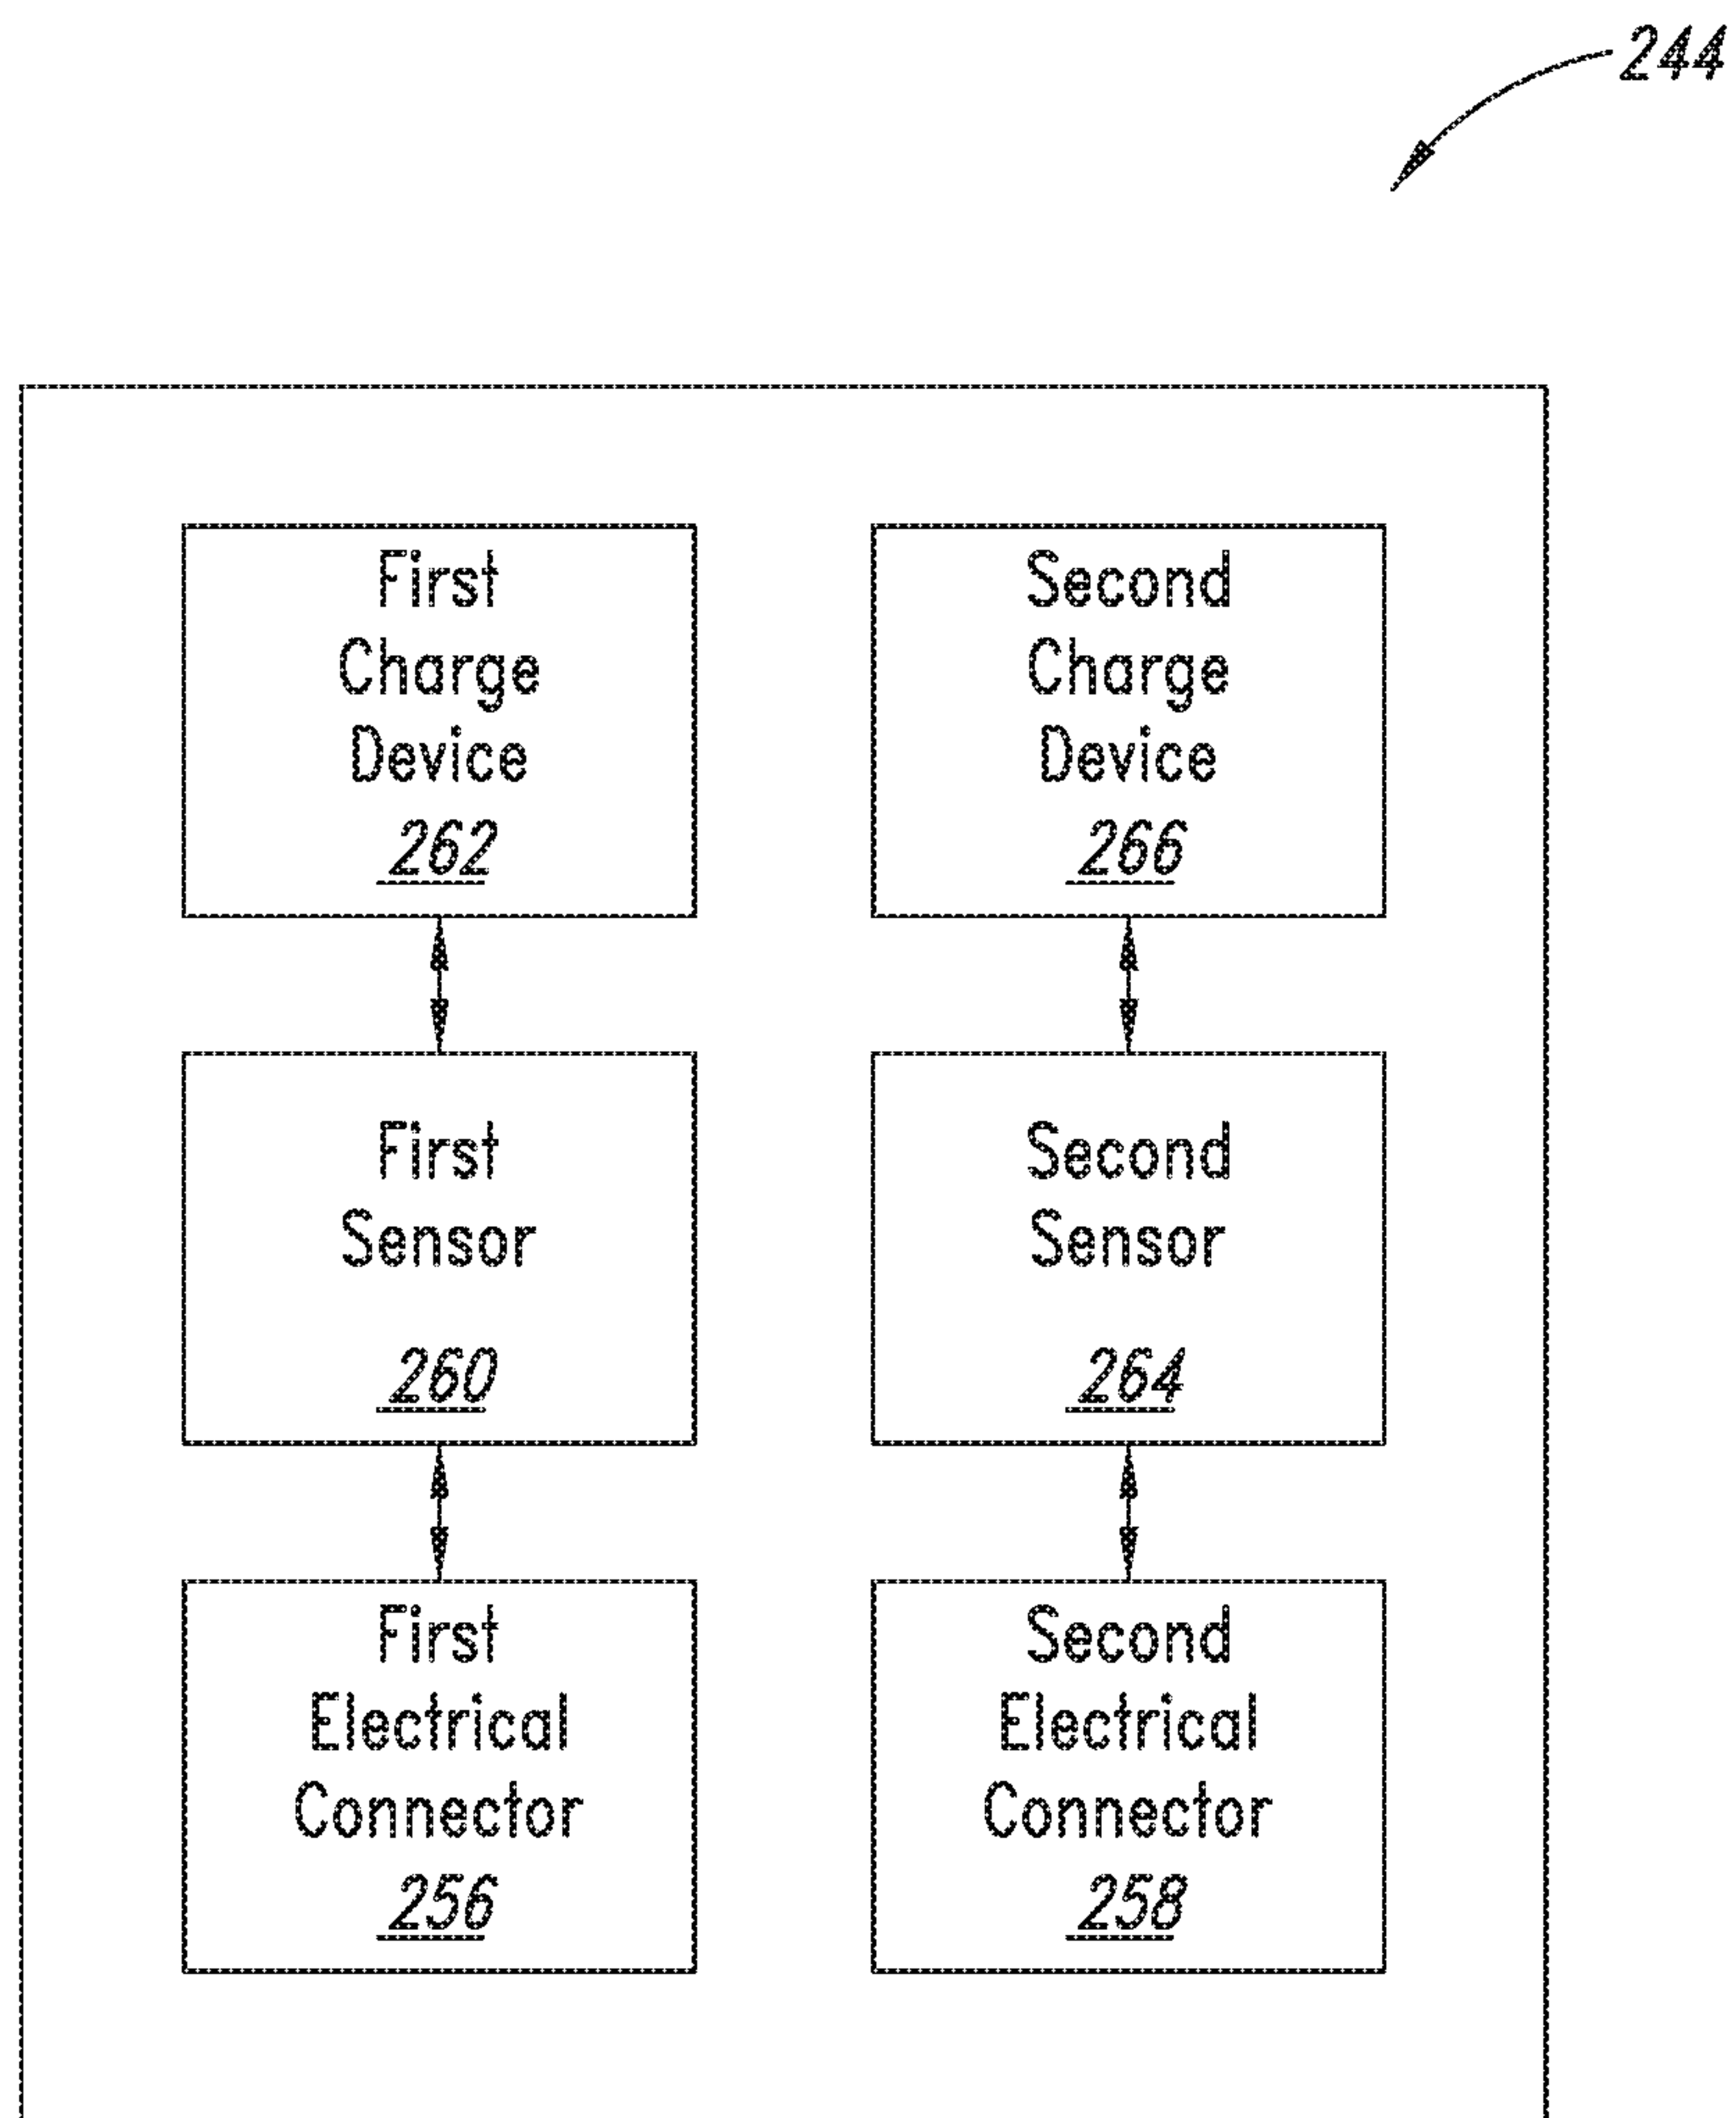 244
First
Charge
Device
262
Second
Charge
Device
266
First
Sensor
260
Second
Sensor
264
First
Electrical
Connector
256
Second
Electrical
Connector
258